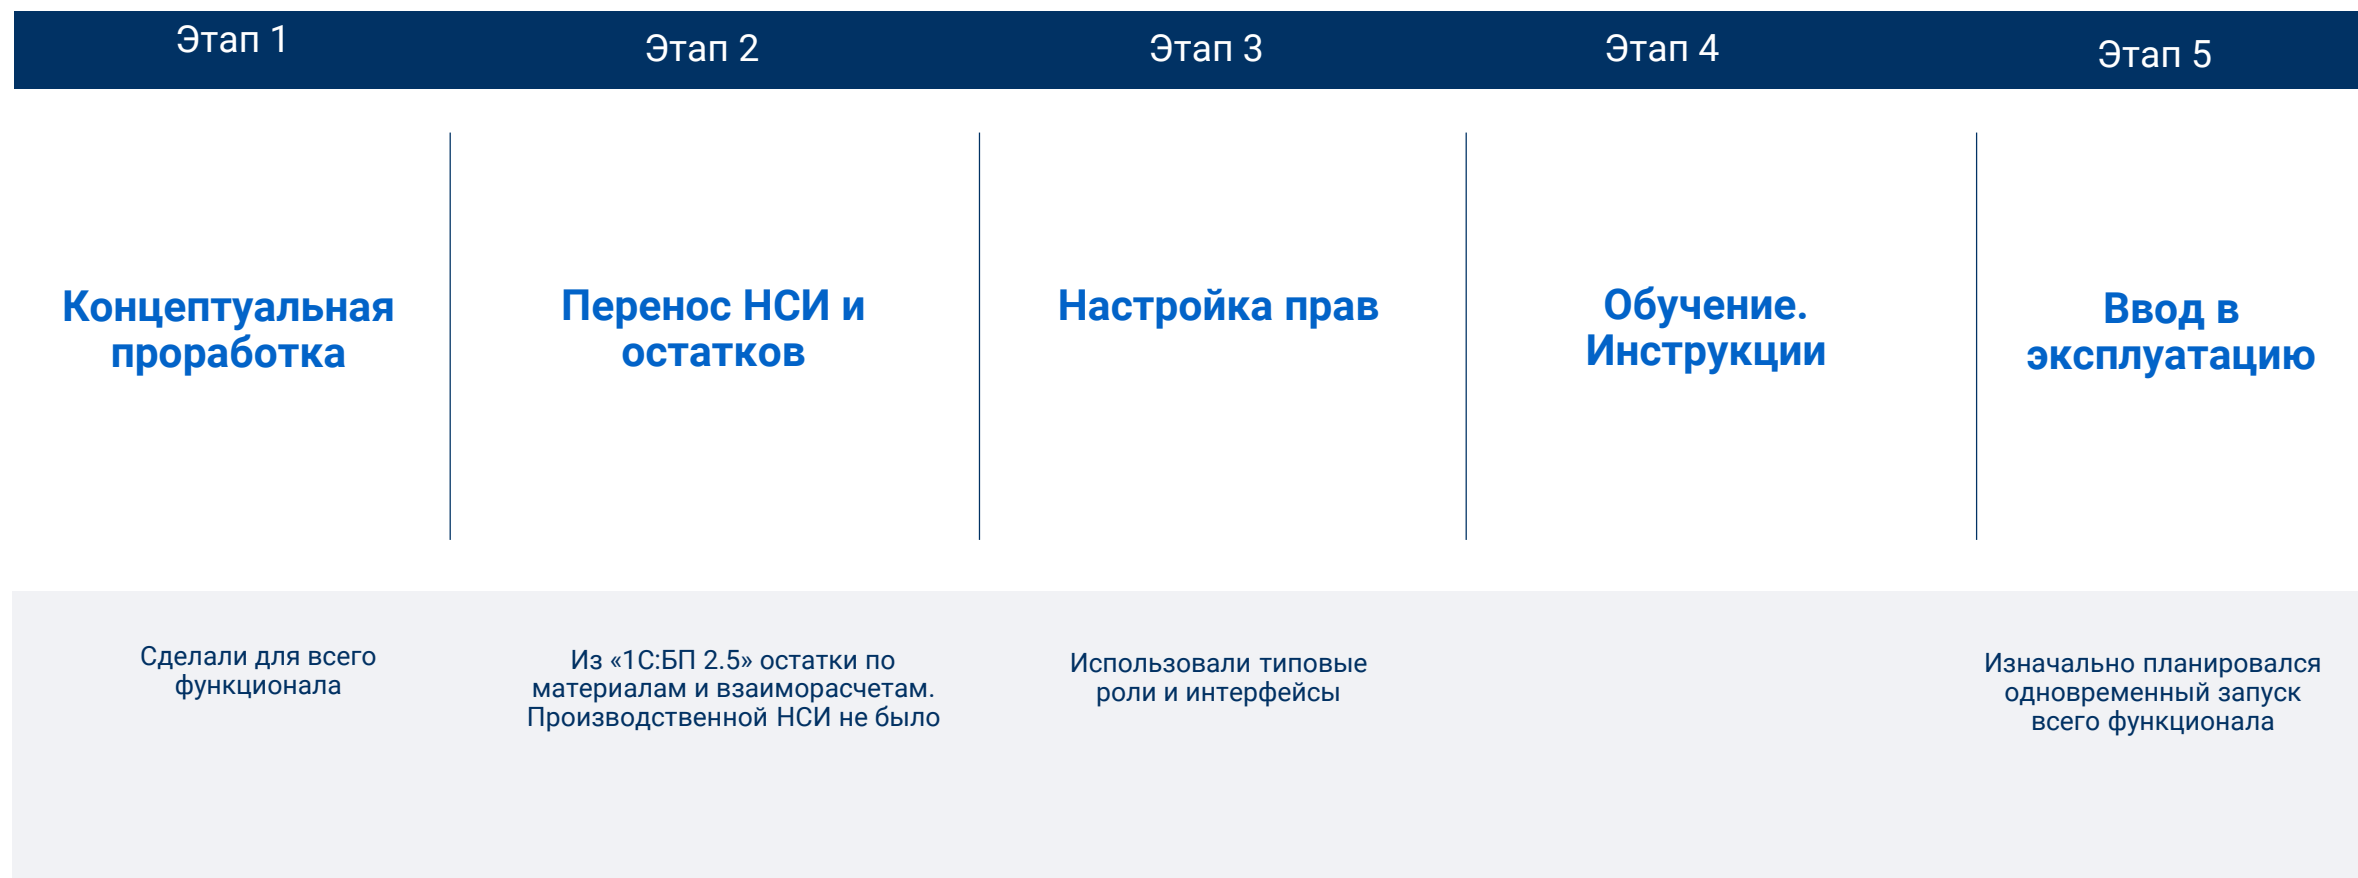 Этап 1
Этап 2
Этап 3
Этап 4
Этап 5
Концептуальная
проработка
Перенос НСИ и
остатков
Настройка прав
Обучение.
Инструкции
Ввод в
эксплуатацию
Сделали для всего
функционала
Из «1С:БП 2.5» остатки по
материалам и взаиморасчетам.
Производственной НСИ не было
Использовали типовые
роли и интерфейсы
Изначально планировался
одновременный запуск
всего функционала